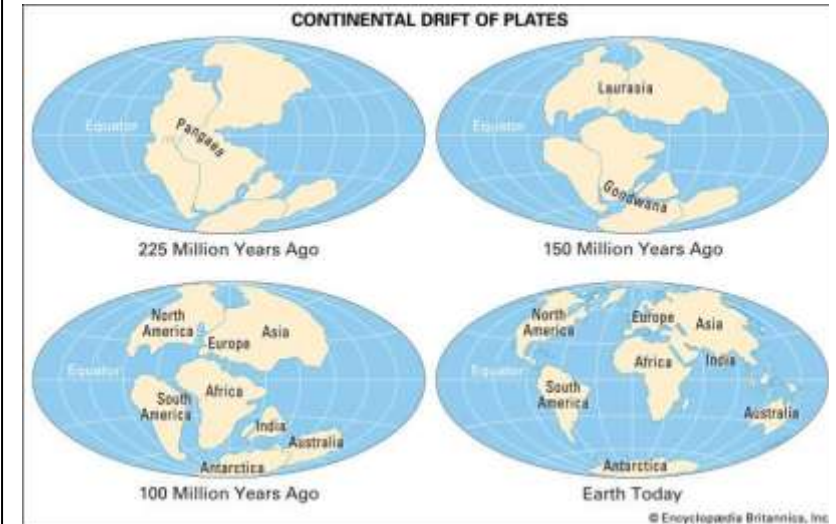 CONTINENTAL DRIFT OF PLATES
Equator
Pangaea
225 Million Years Ago
Equator
Laurasia
Gondwana
150 Million Years Ago
Equator
North
America
Europe
Asia
South
America
Africa
India
Australia
Antarctica
100 Million Years Ago
Equator
North
America
Europe
Asia
Africa
India
South
America
Australia
Antarctica
Earth Today
© Encyclopædia Britannica, Inc